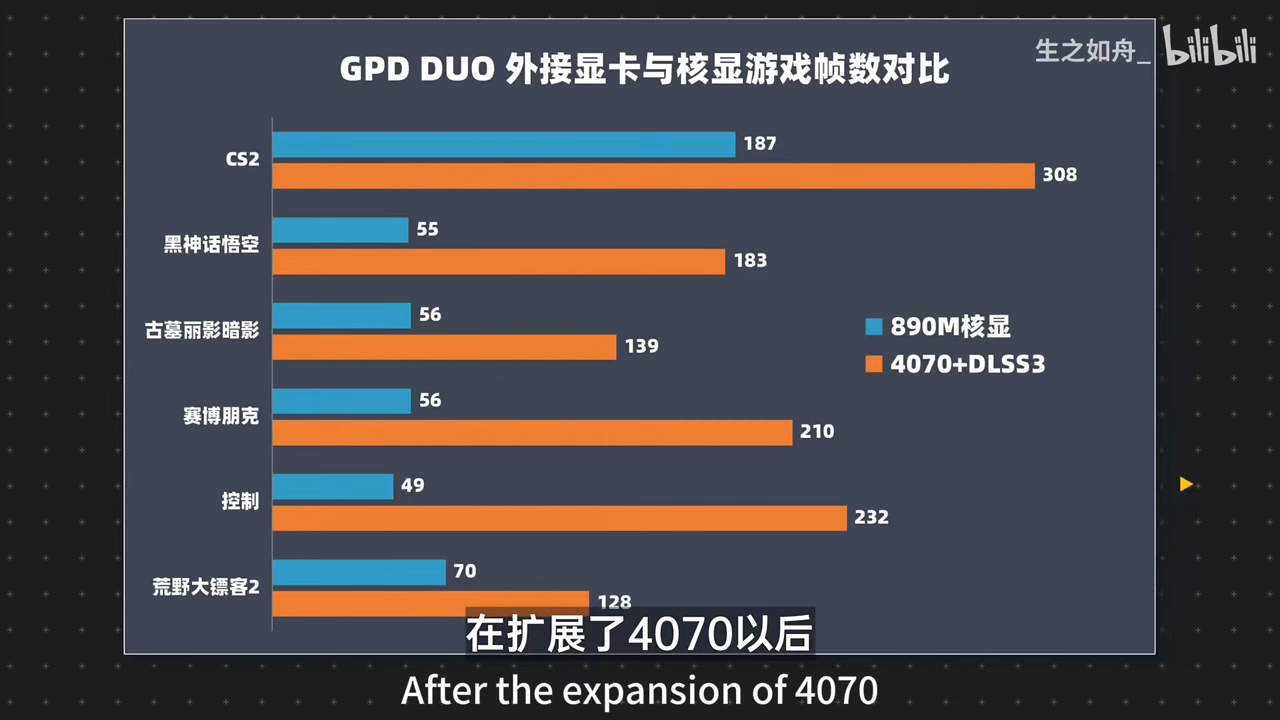 生之如舟_ bilibili
GPD DUO 外接显卡与核显游戏帧数对比
CS2
187
308
黑神话悟空
55
183
古墓丽影暗影
56
139
890M核显
4070+DLSS3
赛博朋克
56
210
控制
49
232
荒野大镖客2
70
128
在扩展了4070以后
After the expansion of 4070